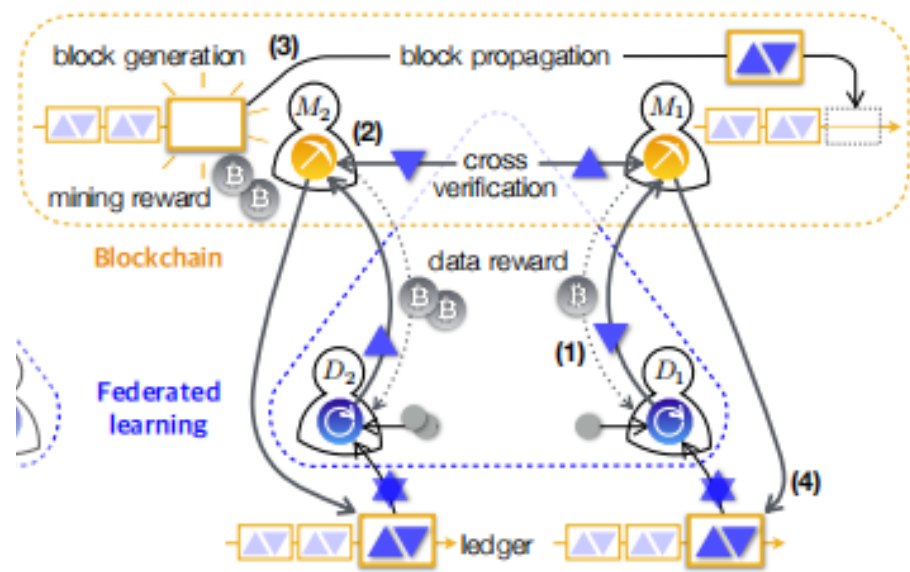 block generation
(3)
block propagation
M₂
M₁
(2)
cross
verification
mining reward
₿
₿
Blockchain
data reward
₿
₿
₿
(1)
D₂
D₁
Federated
learning
(4)
ledger